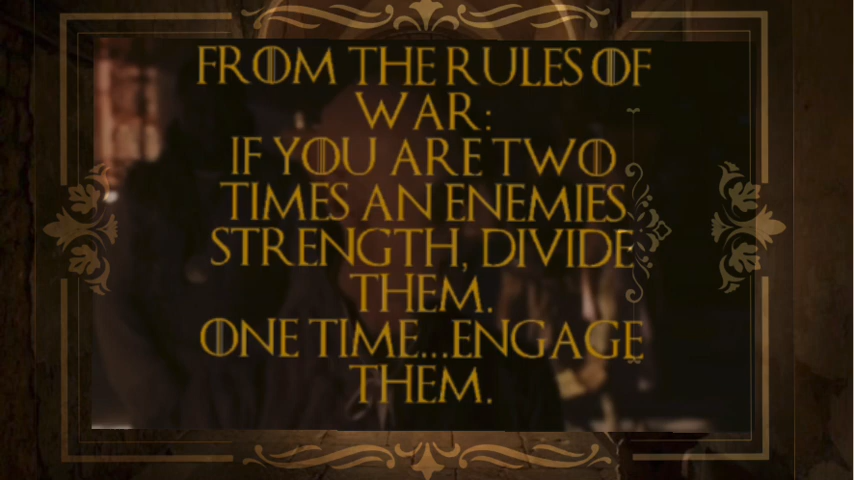 FROM THE RULES OF
WAR:
IF YOU ARE TWO
TIMES AN ENEMIES
STRENGTH, DIVIDE
THEM.
ONE TIME...ENGAGE
THEM.